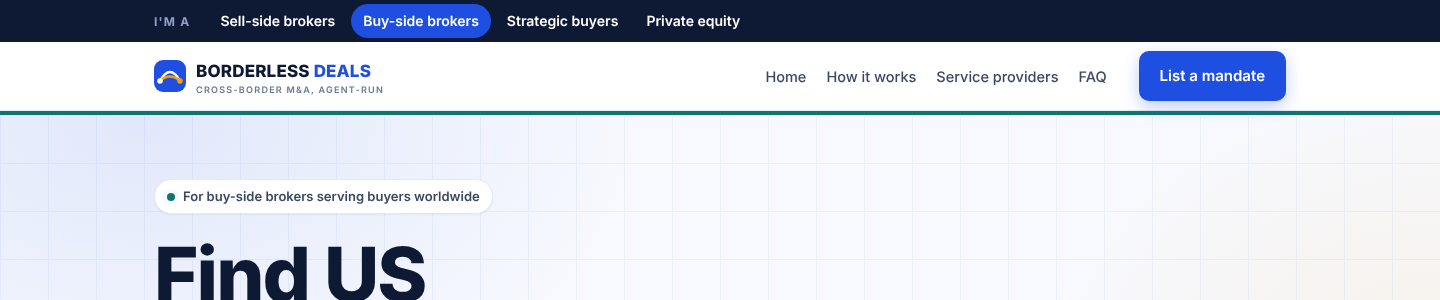 I'M A Sell-side brokers Buy-side brokers Strategic buyers Private equity
BORDERLESS DEALS
CROSS-BORDER M&A, AGENT-RUN
Home How it works Service providers FAQ List a mandate
For buy-side brokers serving buyers worldwide
Find US